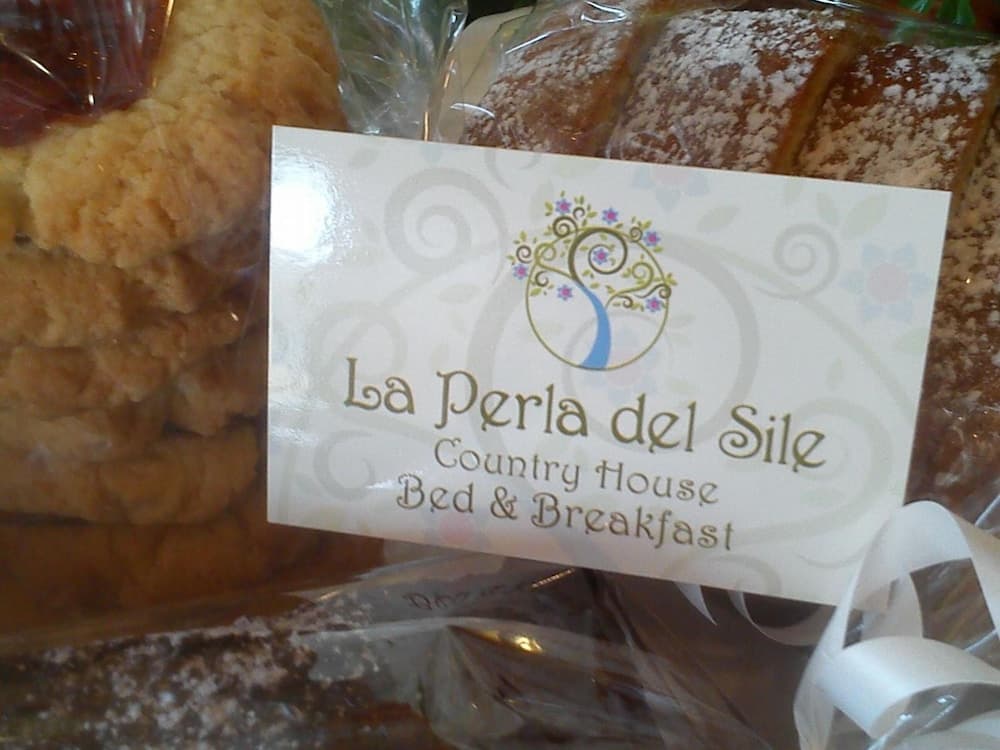 La Perla del Sile
Country House
Bed & Breakfast